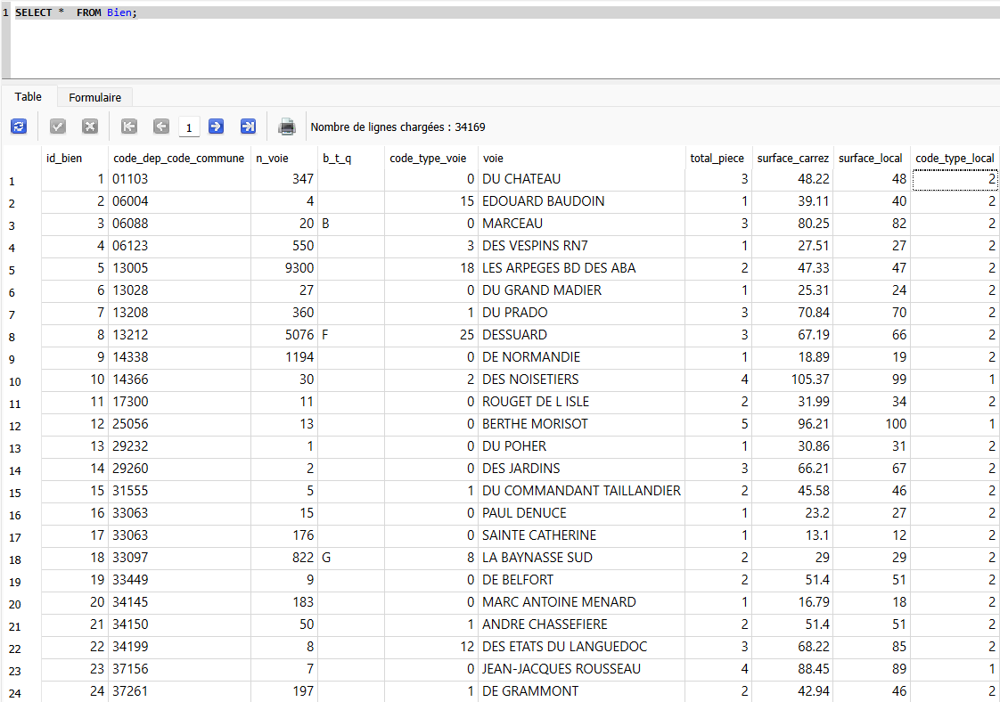 1 SELECT * FROM Bien;
Table Formulaire
1 Nombre de lignes chargées : 34169
id_bien code_dep_code_commune n_voie b_t_q code_type_voie voie total_piece surface_carrez surface_local code_type_local
1 1 01103 347 0 DU CHATEAU 3 48.22 48 2
2 2 06004 4 15 EDOUARD BAUDOIN 1 39.11 40 2
3 3 06088 20 B 0 MARCEAU 3 80.25 82 2
4 4 06123 550 3 DES VESPINS RN7 1 27.51 27 2
5 5 13005 9300 18 LES ARPEGES BD DES ABA 2 47.33 47 2
6 6 13028 27 0 DU GRAND MADIER 1 25.31 24 2
7 7 13208 360 1 DU PRADO 3 70.84 70 2
8 8 13212 5076 F 25 DESSUARD 3 67.19 66 2
9 9 14338 1194 0 DE NORMANDIE 1 18.89 19 2
10 10 14366 30 2 DES NOISETIERS 4 105.37 99 1
11 11 17300 11 0 ROUGET DE L ISLE 2 31.99 34 2
12 12 25056 13 0 BERTHE MORISOT 5 96.21 100 1
13 13 29232 1 0 DU POHER 1 30.86 31 2
14 14 29260 2 0 DES JARDINS 3 66.21 67 2
15 15 31555 5 1 DU COMMANDANT TAILLANDIER 2 45.58 46 2
16 16 33063 15 0 PAUL DENUCE 1 23.2 27 2
17 17 33063 176 0 SAINTE CATHERINE 1 13.1 12 2
18 18 33097 822 G 8 LA BAYNASSE SUD 2 29 29 2
19 19 33449 9 0 DE BELFORT 2 51.4 51 2
20 20 34145 183 0 MARC ANTOINE MENARD 1 16.79 18 2
21 21 34150 50 1 ANDRE CHASSEFIERE 2 51.4 51 2
22 22 34199 8 12 DES ETATS DU LANGUEDOC 3 68.22 85 2
23 23 37156 7 0 JEAN-JACQUES ROUSSEAU 4 88.45 89 1
24 24 37261 197 1 DE GRAMMONT 2 42.94 46 2